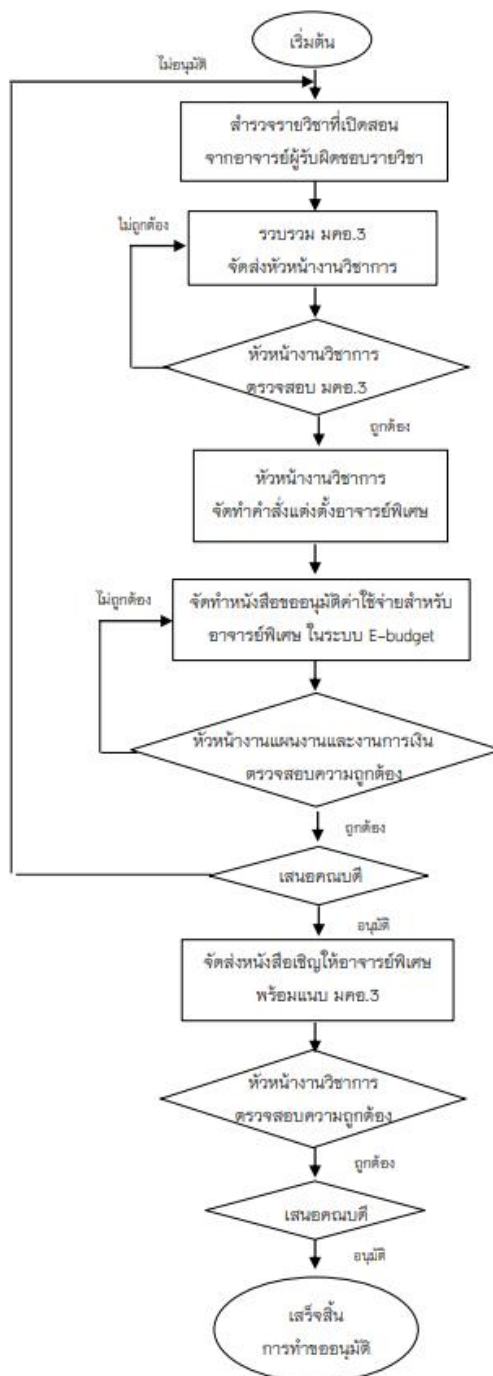 เริ่มต้น
ไม่อนุมัติ
สำรวจรายวิชาที่เปิดสอน
จากอาจารย์ผู้รับผิดชอบรายวิชา
ไม่ถูกต้อง
รวบรวม มคอ.3
จัดส่งหัวหน้างานวิชาการ
หัวหน้างานวิชาการ
ตรวจสอบ มคอ.3
ถูกต้อง
หัวหน้างานวิชาการ
จัดทำคำสั่งแต่งตั้งอาจารย์พิเศษ
ไม่ถูกต้อง
จัดทำหนังสือขออนุมัติค่าใช้จ่ายสำหรับ
อาจารย์พิเศษ ในระบบ E-budget
หัวหน้างานแผนงานและงานการเงิน
ตรวจสอบความถูกต้อง
ถูกต้อง
เสนอคณบดี
อนุมัติ
จัดส่งหนังสือเชิญให้อาจารย์พิเศษ
พร้อมแนบ มคอ.3
หัวหน้างานวิชาการ
ตรวจสอบความถูกต้อง
ถูกต้อง
เสนอคณบดี
อนุมัติ
เสร็จสิ้น
การทำขออนุมัติ